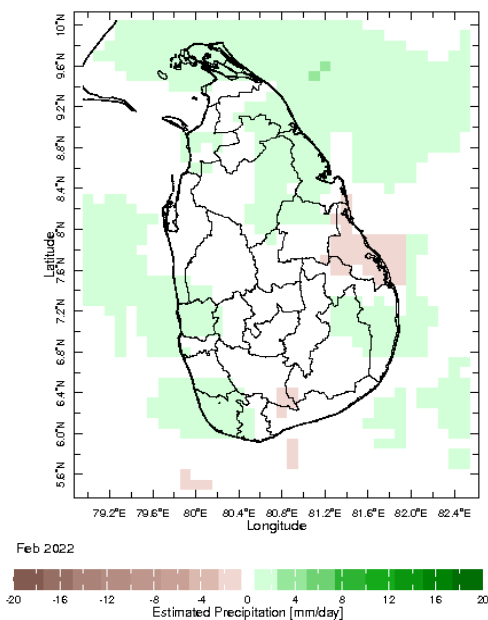 10°N
9.6°N
9.2°N
8.8°N
8.4°N
8°N
7.6°N
7.2°N
6.8°N
6.4°N
6.0°N
5.6°N
Latitude
79.2°E 79.6°E 80°E 80.4°E 80.8°E 81.2°E 81.6°E 82.0°E 82.4°E
Longitude
Feb 2022
-20 -16 -12 -8 -4 0 4 8 12 16 20
Estimated Precipitation [mm/day]